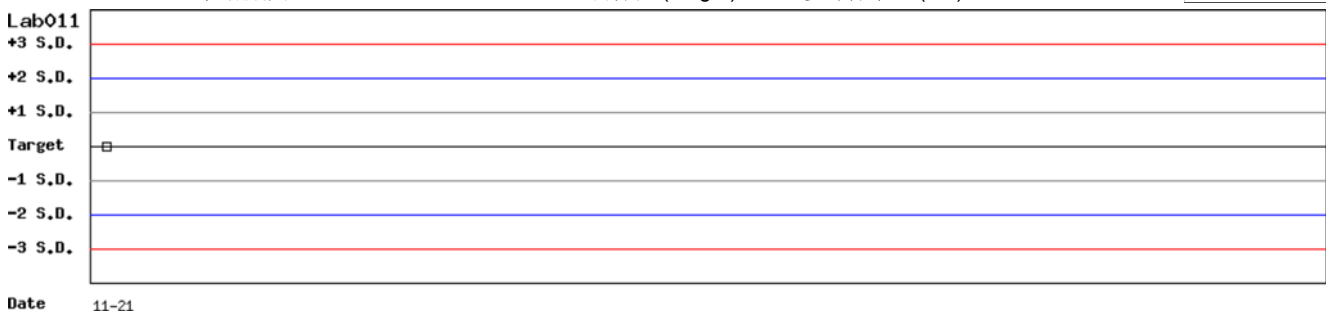 Lab011
+3 S.D.
+2 S.D.
+1 S.D.
Target
-1 S.D.
-2 S.D.
-3 S.D.
Date 11-21